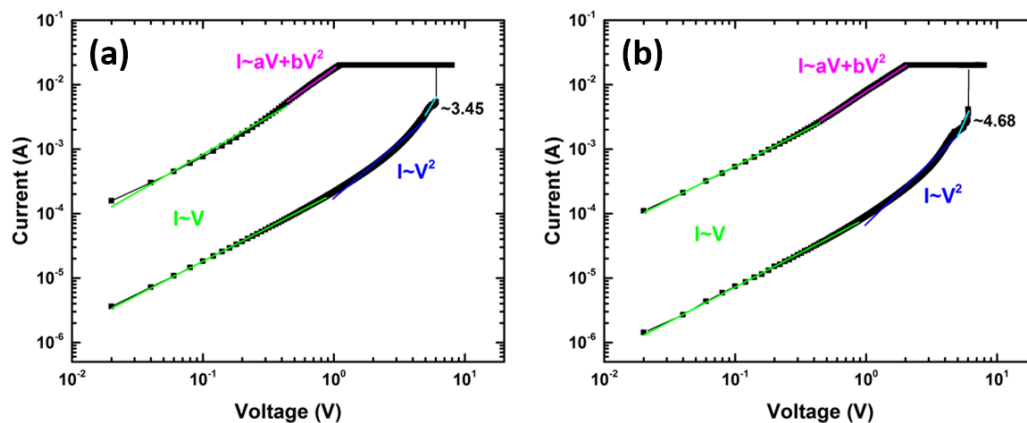 (a)
I~aV+bV²
~3.45
I~V²
I~V
Current (A)
10⁻¹
10⁻²
10⁻³
10⁻⁴
10⁻⁵
10⁻⁶
10⁻² 10⁻¹ 10⁰ 10¹
Voltage (V)
(b)
I~aV+bV²
~4.68
I~V²
I~V
Current (A)
10⁻¹
10⁻²
10⁻³
10⁻⁴
10⁻⁵
10⁻⁶
10⁻² 10⁻¹ 10⁰ 10¹
Voltage (V)